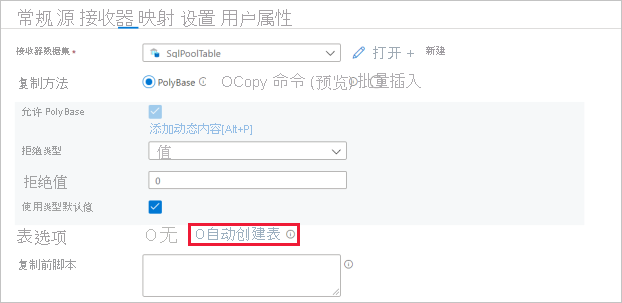 常规 源 接收器 映射 设置 用户属性
接收器数据集 * SqlPoolTable 打开 + 新建
复制方法 PolyBase OCopy 命令 (预览) 批量插入
允许 PolyBase
添加动态内容[Alt+P]
拒绝类型 值
拒绝值 0
使用类型默认值
表选项 O 无 O自动创建表
复制前脚本